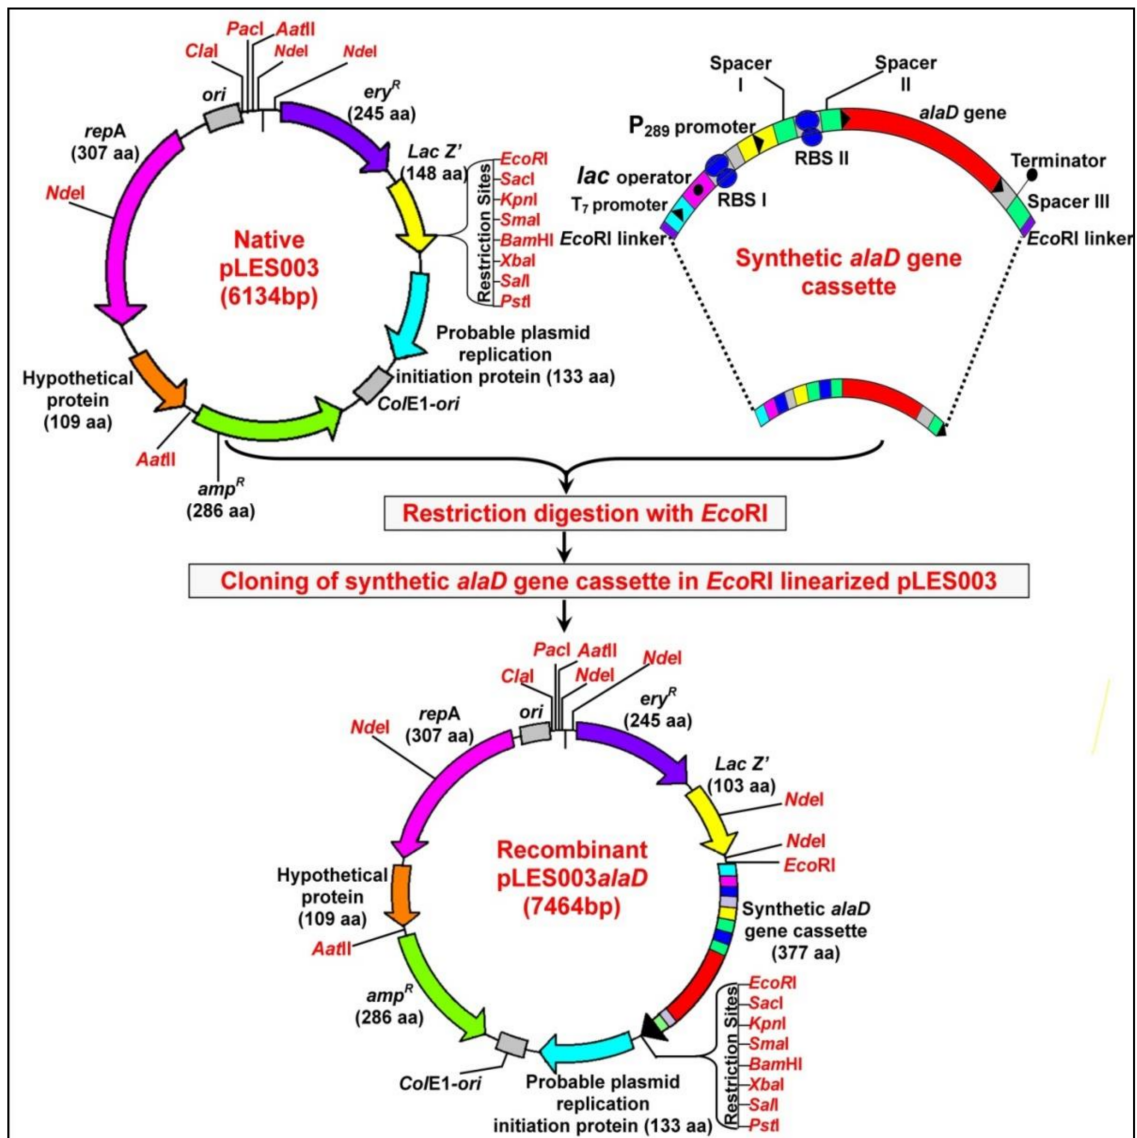 PacI AatII
ClaI NdeI NdeI
ori
ery^R
(245 aa)
repA
(307 aa)
Lac Z’
(148 aa)
NdeI
Native
pLES003
(6134bp)
Restriction Sites
EcoRI
SacI
KpnI
SmaI
BamHI
XbaI
SalI
PstI
Probable plasmid
replication
initiation protein (133 aa)
Hypothetical
protein
(109 aa)
ColE1-ori
AatII
amp^R
(286 aa)
Spacer
I
Spacer
II
P289 promoter
alaD gene
RBS II
lac operator
RBS I
T7 promoter
EcoRI linker
Terminator
Spacer III
EcoRI linker
Synthetic alaD gene
cassette
Restriction digestion with EcoRI
Cloning of synthetic alaD gene cassette in EcoRI linearized pLES003
PacI AatII
ClaI NdeI NdeI
ori
ery^R
(245 aa)
repA
(307 aa)
NdeI
Lac Z’
(103 aa)
NdeI
NdeI
EcoRI
Recombinant
pLES003alaD
(7464bp)
Hypothetical
protein
(109 aa)
AatII
Synthetic alaD
gene cassette
(377 aa)
amp^R
(286 aa)
Restriction Sites
EcoRI
SacI
KpnI
SmaI
BamHI
XbaI
SalI
PstI
ColE1-ori
Probable plasmid
replication
initiation protein (133 aa)